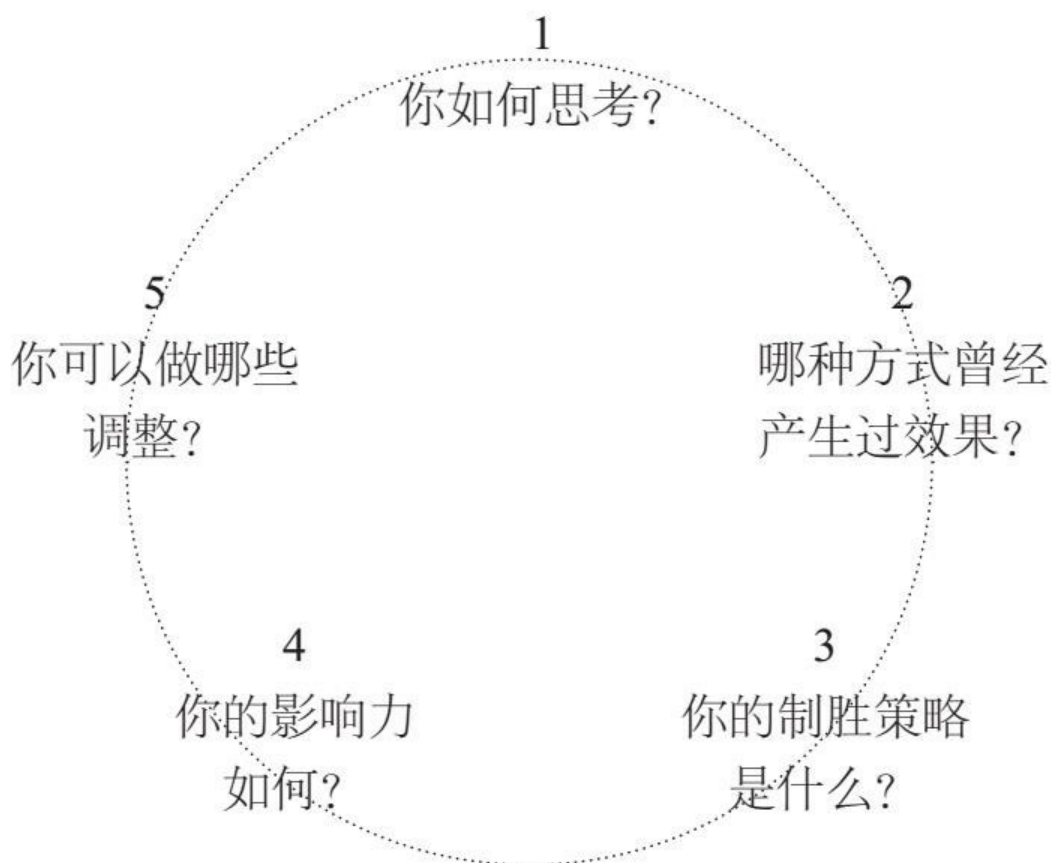 1
你如何思考？
2
哪种方式曾经
产生过效果？
3
你的制胜策略
是什么？
4
你的影响力
如何？
5
你可以做哪些
调整？